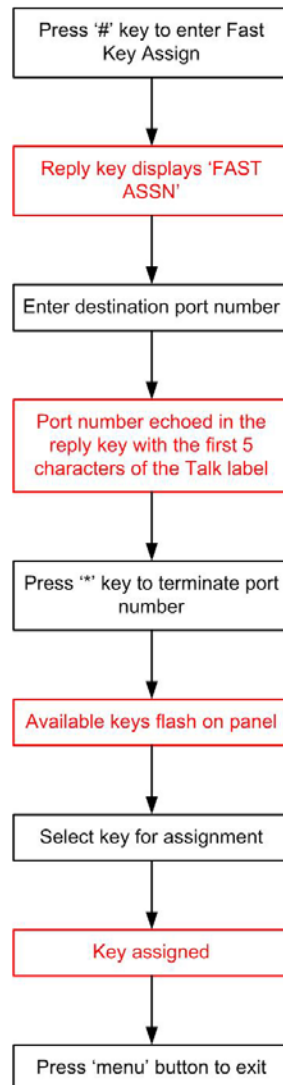 Press ‘#’ key to enter Fast
Key Assign
Reply key displays ‘FAST
ASSN’
Enter destination port number
Port number echoed in the
reply key with the first 5
characters of the Talk label
Press ‘*’ key to terminate port
number
Available keys flash on panel
Select key for assignment
Key assigned
Press ‘menu’ button to exit